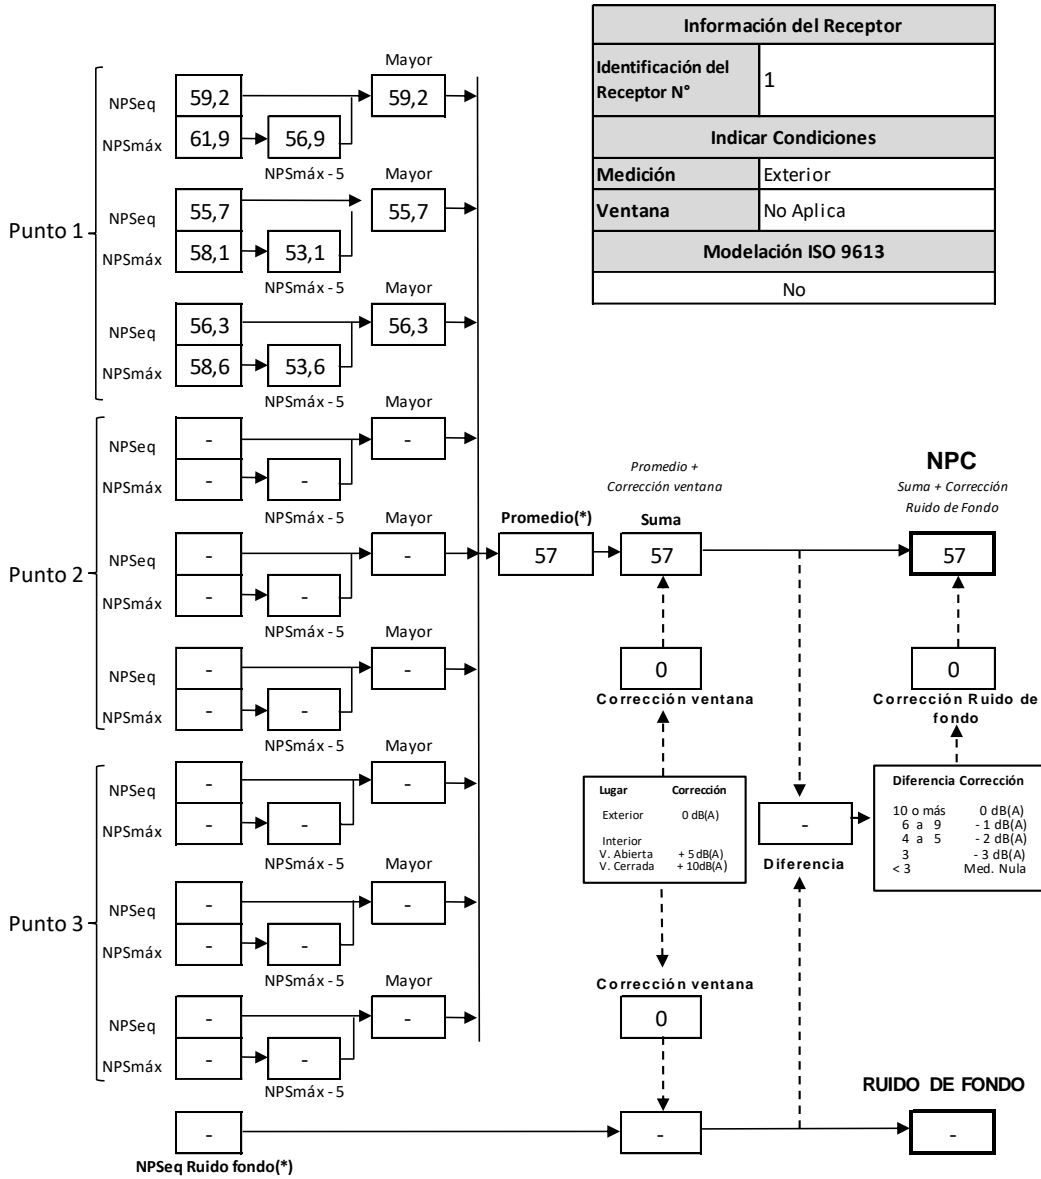 Información del Receptor
Identificación del Receptor N°
1
Indicar Condiciones
Medición
Exterior
Ventana
No Aplica
Modelación ISO 9613
No
Punto 1
Mayor
NPSeq
59,2
59,2
NPSmáx
61,9
56,9
NPSmáx - 5
Mayor
NPSeq
55,7
55,7
NPSmáx
58,1
53,1
NPSmáx - 5
Mayor
NPSeq
56,3
56,3
NPSmáx
58,6
53,6
NPSmáx - 5
Punto 2
Mayor
NPSeq
-
-
NPSmáx
-
-
NPSmáx - 5
Mayor
NPSeq
-
-
NPSmáx
-
-
NPSmáx - 5
Mayor
NPSeq
-
-
NPSmáx
-
-
NPSmáx - 5
Punto 3
Mayor
NPSeq
-
-
NPSmáx
-
-
NPSmáx - 5
Mayor
NPSeq
-
-
NPSmáx
-
-
NPSmáx - 5
Mayor
NPSeq
-
-
NPSmáx
-
-
NPSmáx - 5
-
NPSeq Ruido fondo(*)
Promedio(*)
57
Promedio +
Corrección ventana
Suma
57
0
Corrección ventana
Lugar Corrección
Exterior 0 dB(A)
Interior
V. Abierta + 5 dB(A)
V. Cerrada + 10dB(A)
Corrección ventana
0
-
-
Diferencia
NPC
Suma + Corrección
Ruido de Fondo
57
0
Corrección Ruido de
fondo
Diferencia Corrección
10 o más 0 dB(A)
6 a 9 - 1 dB(A)
4 a 5 - 2 dB(A)
3 - 3 dB(A)
< 3 Med. Nula
RUIDO DE FONDO
-